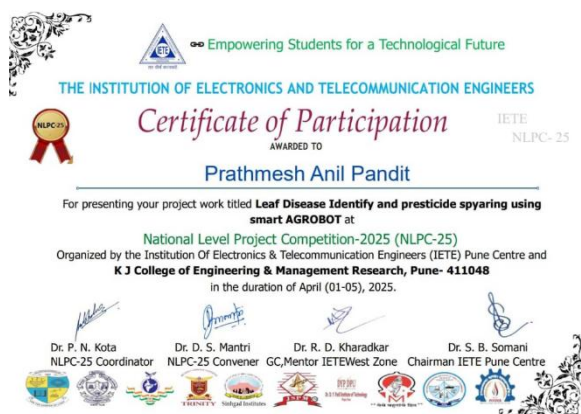 Empowering Students for a Technological Future
IETE
THE INSTITUTION OF ELECTRONICS AND TELECOMMUNICATION ENGINEERS
NLPC-25
Certificate of Participation
IETE
NLPC- 25
AWARDED TO
Prathmesh Anil Pandit
For presenting your project work titled Leaf Disease Identify and presticide spyaring using
smart AGROBOT at
National Level Project Competition-2025 (NLPC-25)
Organized by the Institution Of Electronics & Telecommunication Engineers (IETE) Pune Centre and
K J College of Engineering & Management Research, Pune- 411048
in the duration of April (01-05), 2025.
Dr. P. N. Kota
Dr. D. S. Mantri
Dr. R. D. Kharadkar
Dr. S. B. Somani
NLPC-25 Coordinator
NLPC-25 Convener
GC,Mentor IETEWest Zone
Chairman IETE Pune Centre
TRINITY
Sinhgad Institutes